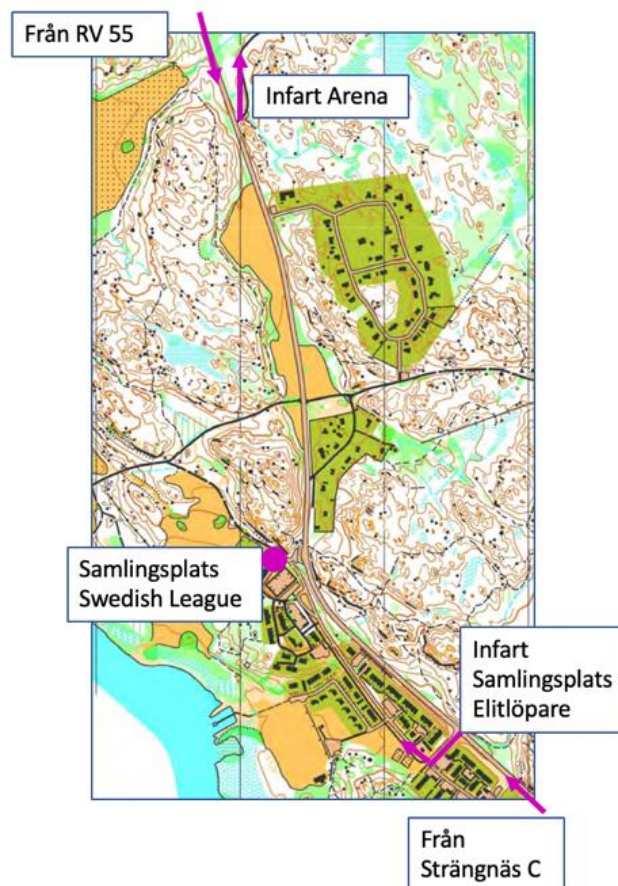 Från RV 55
Infart Arena
Samlingsplats
Swedish League
Infart
Samlingsplats
Elitlöpare
Från
Strängnäs C